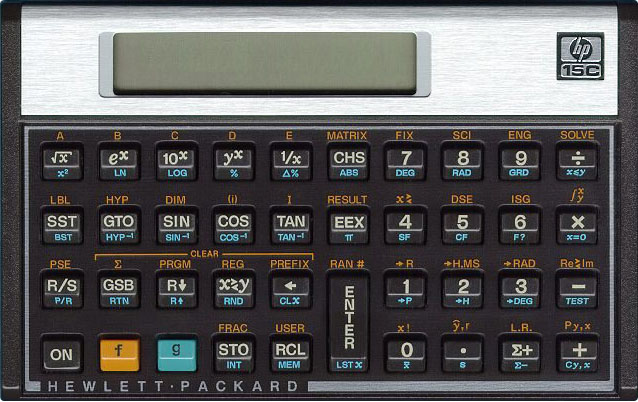 hp
15C
A B C D E MATRIX FIX SCI ENG SOLVE
√x eˣ 10ˣ yˣ 1/x CHS 7 8 9 ÷
x² LN LOG % Δ% ABS DEG RAD GRD x≤y
LBL HYP DIM (i) I RESULT x≷ DSE ISG ∫xy
SST GTO SIN COS TAN EEX 4 5 6 ×
BST HYP⁻¹ SIN⁻¹ COS⁻¹ TAN⁻¹ π SF CF F? x=0
CLEAR
PSE Σ PRGM REG PREFIX RAN # →R →H.MS →RAD Re≷Im
R/S GSB R↓ x≷y ← ENTER 1 2 3 −
P/R RTN R↑ RND CLx →P →H →DEG TEST
FRAC USER x! ŷ,r L.R. Py,x
ON f g STO RCL 0 · Σ+ +
INT MEM LSTx x̄ s Σ− Cy,x
HEWLETT·PACKARD